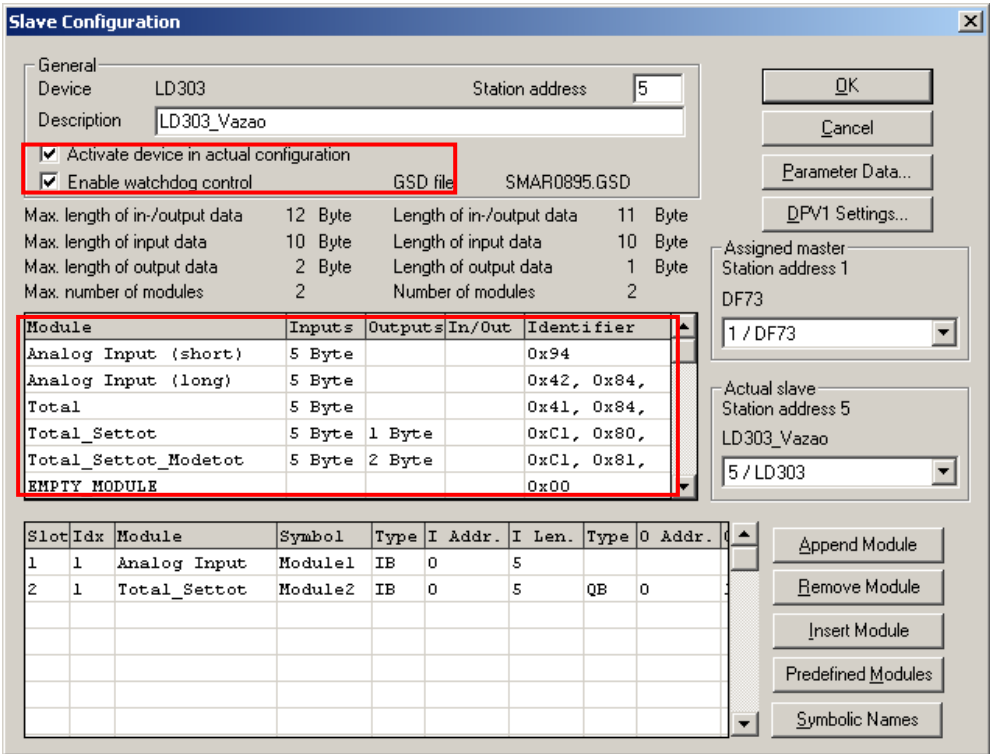 Slave Configuration
General
Device LD303 Station address 5
Description LD303_Vazao
Activate device in actual configuration
Enable watchdog control GSD file SMAR0895.GSD
OK
Cancel
Parameter Data...
DPV1 Settings...
Max. length of in-/output data 12 Byte Length of in-/output data 11 Byte
Max. length of input data 10 Byte Length of input data 10 Byte
Max. length of output data 2 Byte Length of output data 1 Byte
Max. number of modules 2 Number of modules 2
Assigned master
Station address 1
DF73
1 / DF73
Module Inputs Outputs In/Out Identifier
Analog Input (short) 5 Byte 0x94
Analog Input (long) 5 Byte 0x42, 0x84,
Total 5 Byte 0x41, 0x84,
Total_Settot 5 Byte 1 Byte 0xC1, 0x80,
Total_Settot_Modetot 5 Byte 2 Byte 0xC1, 0x81,
EMPTY MODULE 0x00
Actual slave
Station address 5
LD303_Vazao
5 / LD303
Slot Idx Module Symbol Type I Addr. I Len. Type O Addr.
1 1 Analog Input Module1 IB 0 5
2 1 Total_Settot Module2 IB 0 5 QB 0
Append Module
Remove Module
Insert Module
Predefined Modules
Symbolic Names